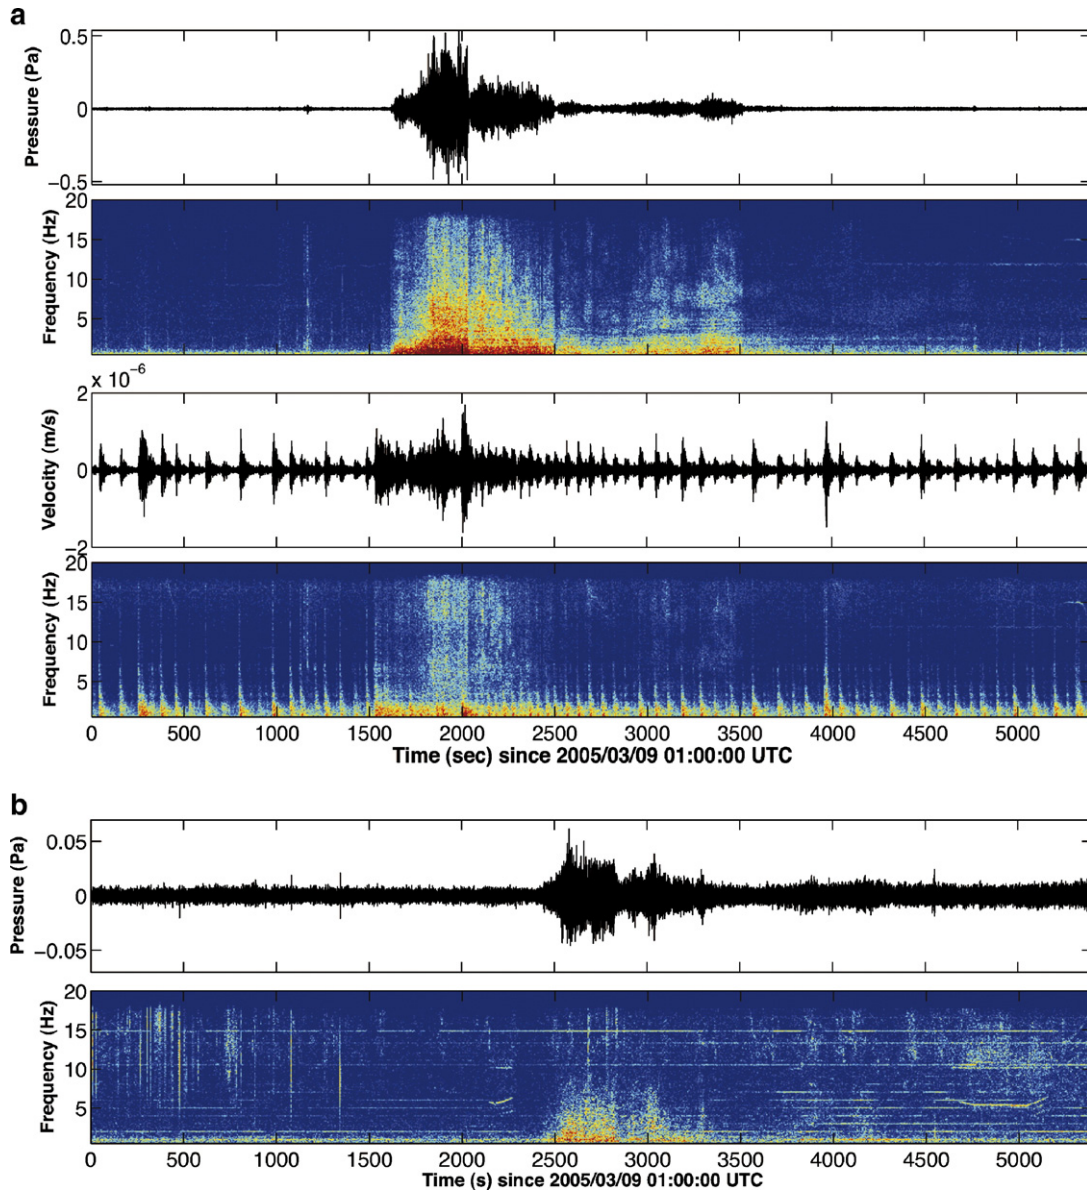 a
Pressure (Pa)
0.5
0
−0.5
Frequency (Hz)
20
15
10
5
x 10−6
Velocity (m/s)
2
0
−2
Frequency (Hz)
20
15
10
5
0 500 1000 1500 2000 2500 3000 3500 4000 4500 5000
Time (sec) since 2005/03/09 01:00:00 UTC
b
Pressure (Pa)
0.05
0
−0.05
Frequency (Hz)
20
15
10
5
0 500 1000 1500 2000 2500 3000 3500 4000 4500 5000
Time (s) since 2005/03/09 01:00:00 UTC